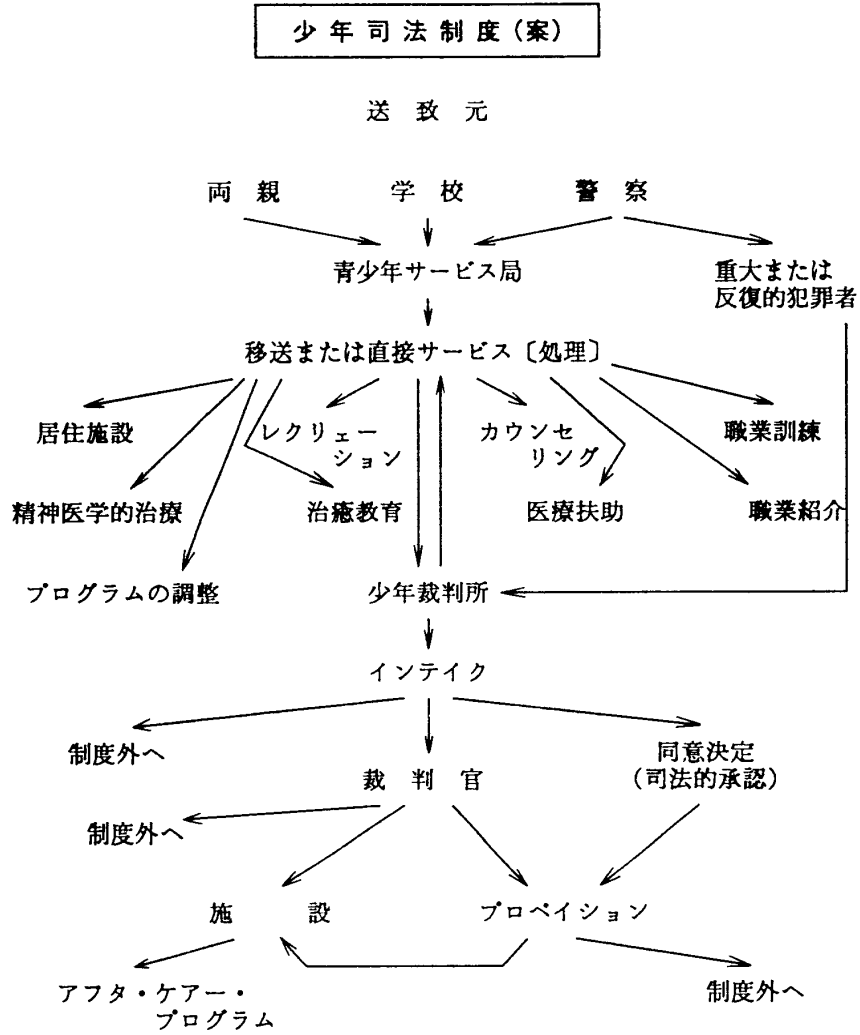 少年司法制度(案)
送致元
両親 学校 警察
青少年サービス局
重大または
反復的犯罪者
移送または直接サービス〔処理〕
居住施設
レクリェー
ション
カウンセ
リング
職業訓練
精神医学的治療
治癒教育
医療扶助
職業紹介
プログラムの調整
少年裁判所
インテイク
制度外へ
同意決定
(司法的承認)
裁判官
制度外へ
施設
プロベイション
アフタ・ケアー・
プログラム
制度外へ